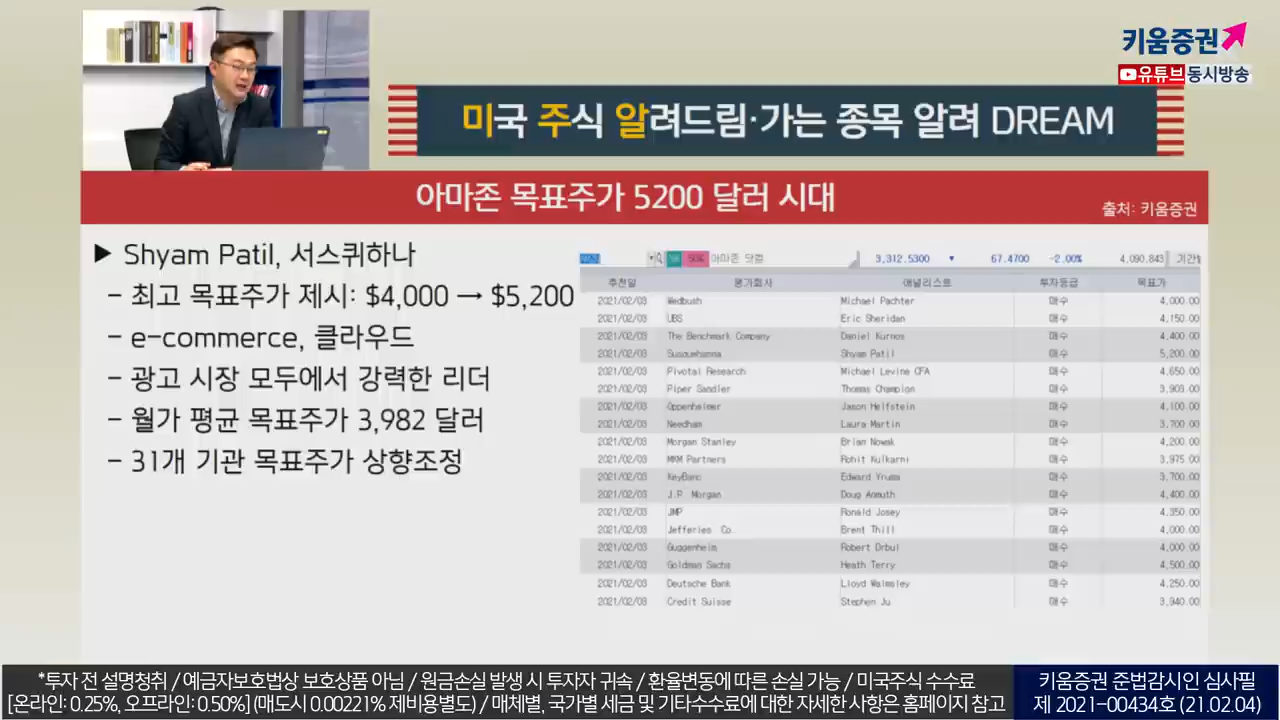 키움증권
유튜브 동시방송
미국 주식 알려드림·가는 종목 알려 DREAM
아마존 목표주가 5200 달러 시대
출처: 키움증권
▶ Shyam Patil, 서스퀴하나
- 최고 목표주가 제시: $4,000 → $5,200
- e-commerce, 클라우드
- 광고 시장 모두에서 강력한 리더
- 월가 평균 목표주가 3,982 달러
- 31개 기관 목표주가 상향조정
아마존 닷컴 3,312.5300 ▼ 67.4700 -2.00% 4,090,843 기간
추천일 평가회사 애널리스트 투자등급 목표가
2021/02/03 Wedbush Michael Pachter 매수 4,000.00
2021/02/03 UBS Eric Sheridan 매수 4,150.00
2021/02/03 The Benchmark Company Daniel Kurnos 매수 4,400.00
2021/02/03 Susquehanna Shyam Patil 매수 5,200.00
2021/02/03 Pivotal Research Michael Levine CFA 매수 4,650.00
2021/02/03 Piper Sandler Thomas Champion 매수 3,903.00
2021/02/03 Oppenheimer Jason Helfstein 매수 4,100.00
2021/02/03 Needham Laura Martin 매수 3,700.00
2021/02/03 Morgan Stanley Brian Nowak 매수 4,200.00
2021/02/03 MKM Partners Rohit Kulkarni 매수 3,975.00
2021/02/03 KeyBanc Edward Yruma 매수 3,700.00
2021/02/03 J.P. Morgan Doug Anmuth 매수 4,400.00
2021/02/03 JMP Ronald Josey 매수 4,350.00
2021/02/03 Jefferies Co. Brent Thill 매수 4,000.00
2021/02/03 Guggenheim Robert Drbul 매수 4,000.00
2021/02/03 Goldman Sachs Heath Terry 매수 4,500.00
2021/02/03 Deutsche Bank Lloyd Walmsley 매수 4,250.00
2021/02/03 Credit Suisse Stephen Ju 매수 3,940.00
*투자 전 설명청취 / 예금자보호법상 보호상품 아님 / 원금손실 발생 시 투자자 귀속 / 환율변동에 따른 손실 가능 / 미국주식 수수료
[온라인: 0.25%, 오프라인: 0.50%] (매도시 0.00221% 제비용별도) / 매체별, 국가별 세금 및 기타수수료에 대한 자세한 사항은 홈페이지 참고
키움증권 준법감시인 심사필
제 2021-00434호 (21.02.04)